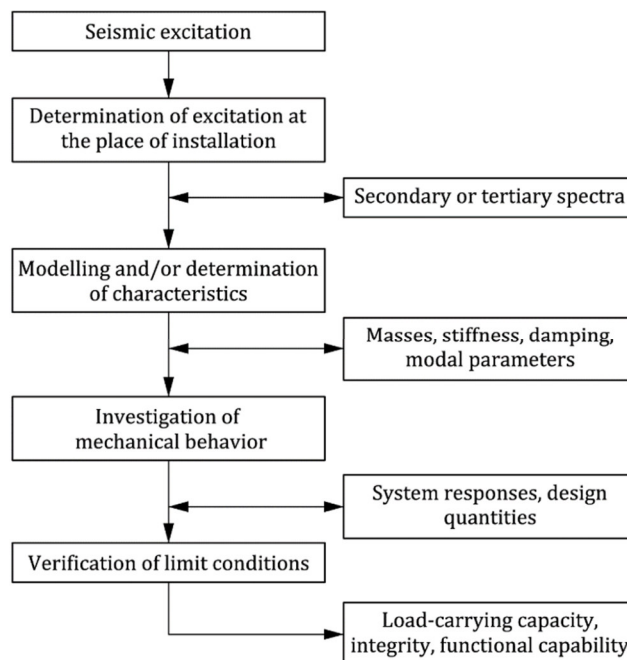 Seismic excitation
Determination of excitation at
the place of installation
Secondary or tertiary spectra
Modelling and/or determination
of characteristics
Masses, stiffness, damping,
modal parameters
Investigation of
mechanical behavior
System responses, design
quantities
Verification of limit conditions
Load-carrying capacity,
integrity, functional capability